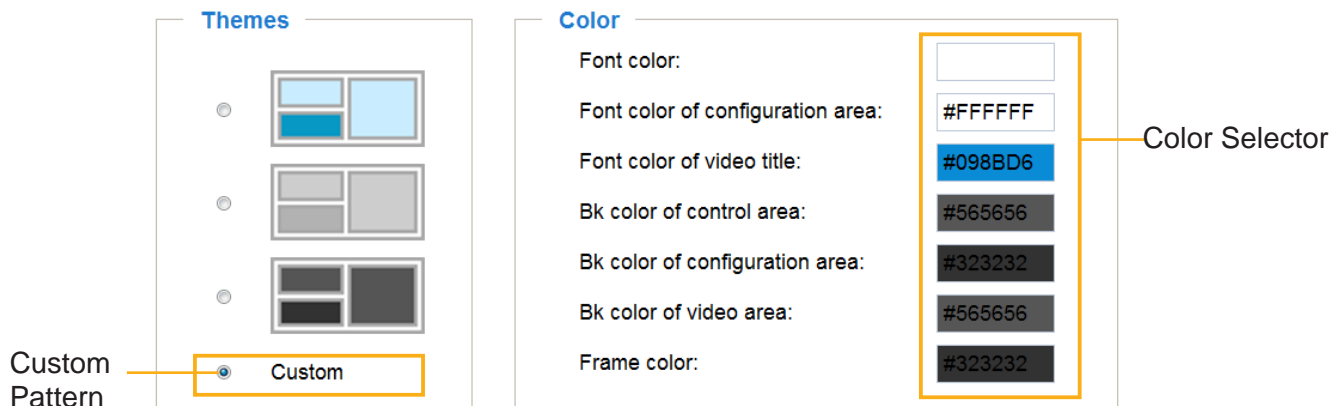 Themes
Custom
Custom
Pattern
Color
Font color:
Font color of configuration area: #FFFFFF
Font color of video title: #098BD6
Bk color of control area: #565656
Bk color of configuration area: #323232
Bk color of video area: #565656
Frame color: #323232
Color Selector